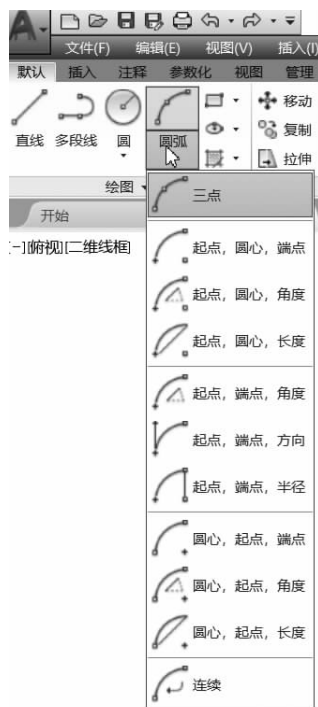 A
文件(F) 编辑(E) 视图(V) 插入(I
默认 插入 注释 参数化 视图 管理
直线 多段线 圆 圆弧 移动
复制
拉伸
绘图
三点
开始
[-][俯视][二维线框]
起点，圆心，端点
起点，圆心，角度
起点，圆心，长度
起点，端点，角度
起点，端点，方向
起点，端点，半径
圆心，起点，端点
圆心，起点，角度
圆心，起点，长度
连续